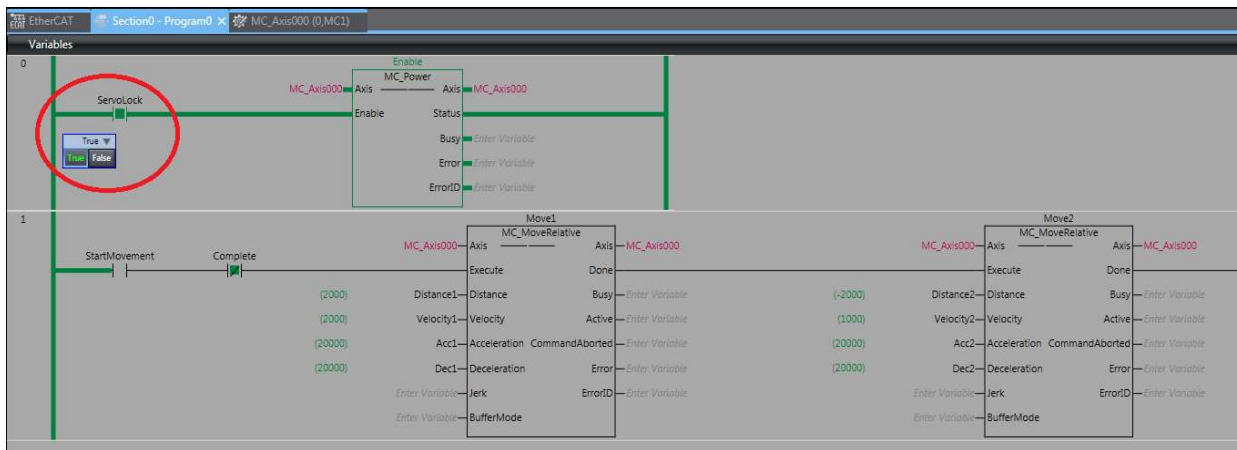 EtherCAT Section0 - Program0 MC_Axis000 (0,MC1)
Variables
0
Enable
MC_Power
MC_Axis000 Axis Axis MC_Axis000
ServoLock
Enable Status
True
Busy Enter Variable
True False
Error Enter Variable
ErrorID Enter Variable
1
Move1 Move2
MC_MoveRelative MC_MoveRelative
MC_Axis000 Axis Axis MC_Axis000 MC_Axis000 Axis Axis MC_Axis000
StartMovement Complete
Execute Done Execute Done
(2000) Distance1 Distance Busy Enter Variable (-2000) Distance2 Distance Busy Enter Variable
(2000) Velocity1 Velocity Active Enter Variable (1000) Velocity2 Velocity Active Enter Variable
(20000) Acc1 Acceleration CommandAborted Enter Variable (20000) Acc2 Acceleration CommandAborted Enter Variable
(20000) Dec1 Deceleration Error Enter Variable (20000) Dec2 Deceleration Error Enter Variable
Enter Variable Jerk ErrorID Enter Variable Enter Variable Jerk ErrorID Enter Variable
Enter Variable BufferMode Enter Variable BufferMode